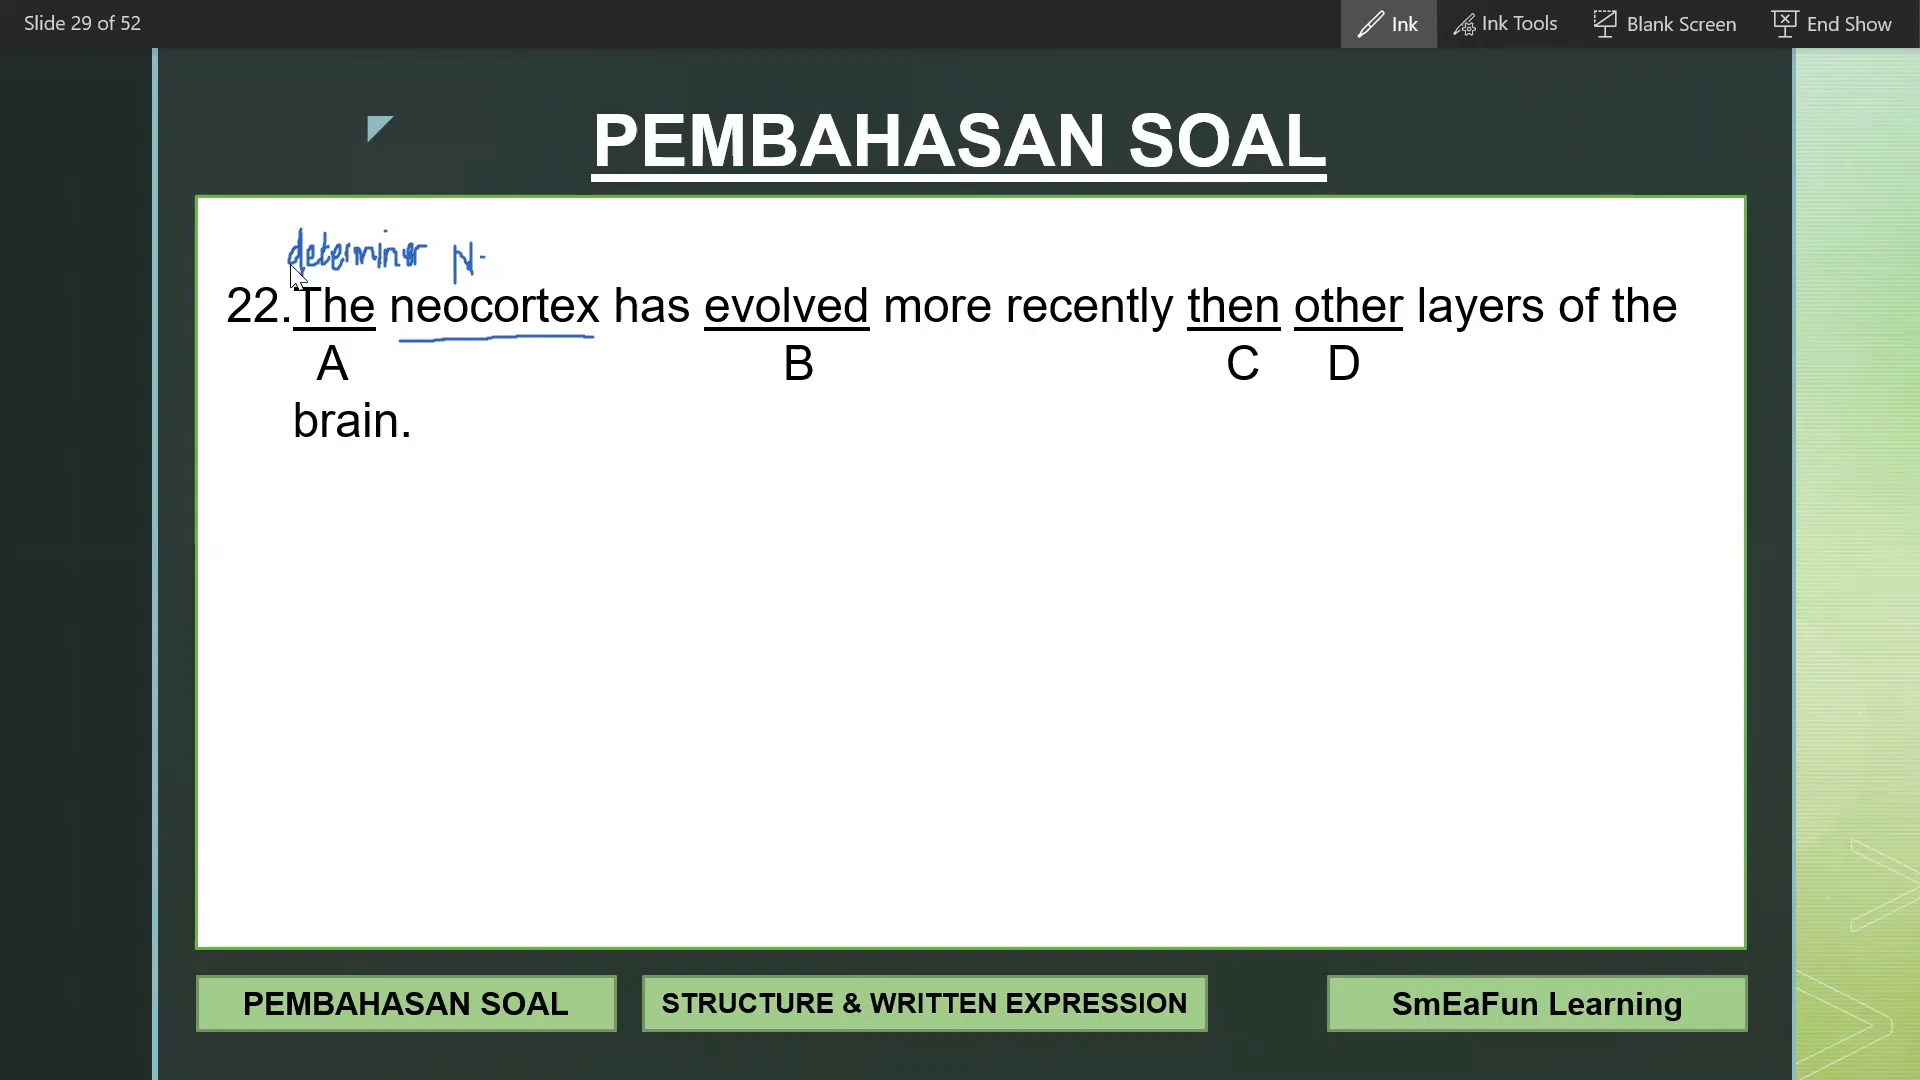 Slide 29 of 52
Ink
Ink Tools
Blank Screen
End Show
PEMBAHASAN SOAL
determiner N.
22. The neocortex has evolved more recently then other layers of the
A B C D
brain.
PEMBAHASAN SOAL
STRUCTURE & WRITTEN EXPRESSION
SmEaFun Learning